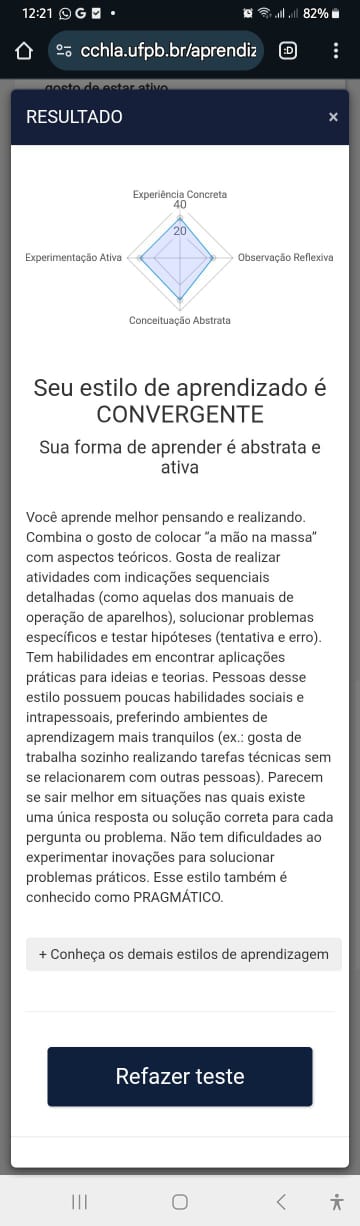 12:21 G 82%
cchla.ufpb.br/aprendiz :D
gosto de estar ativo
RESULTADO ×
Experiência Concreta
40
20
Experimentação Ativa Observação Reflexiva
Conceituação Abstrata
Seu estilo de aprendizado é
CONVERGENTE
Sua forma de aprender é abstrata e
ativa
Você aprende melhor pensando e realizando.
Combina o gosto de colocar "a mão na massa"
com aspectos teóricos. Gosta de realizar
atividades com indicações sequenciais
detalhadas (como aquelas dos manuais de
operação de aparelhos), solucionar problemas
específicos e testar hipóteses (tentativa e erro).
Tem habilidades em encontrar aplicações
práticas para ideias e teorias. Pessoas desse
estilo possuem poucas habilidades sociais e
intrapessoais, preferindo ambientes de
aprendizagem mais tranquilos (ex.: gosta de
trabalha sozinho realizando tarefas técnicas sem
se relacionarem com outras pessoas). Parecem
se sair melhor em situações nas quais existe
uma única resposta ou solução correta para cada
pergunta ou problema. Não tem dificuldades ao
experimentar inovações para solucionar
problemas práticos. Esse estilo também é
conhecido como PRAGMÁTICO.
+ Conheça os demais estilos de aprendizagem
Refazer teste